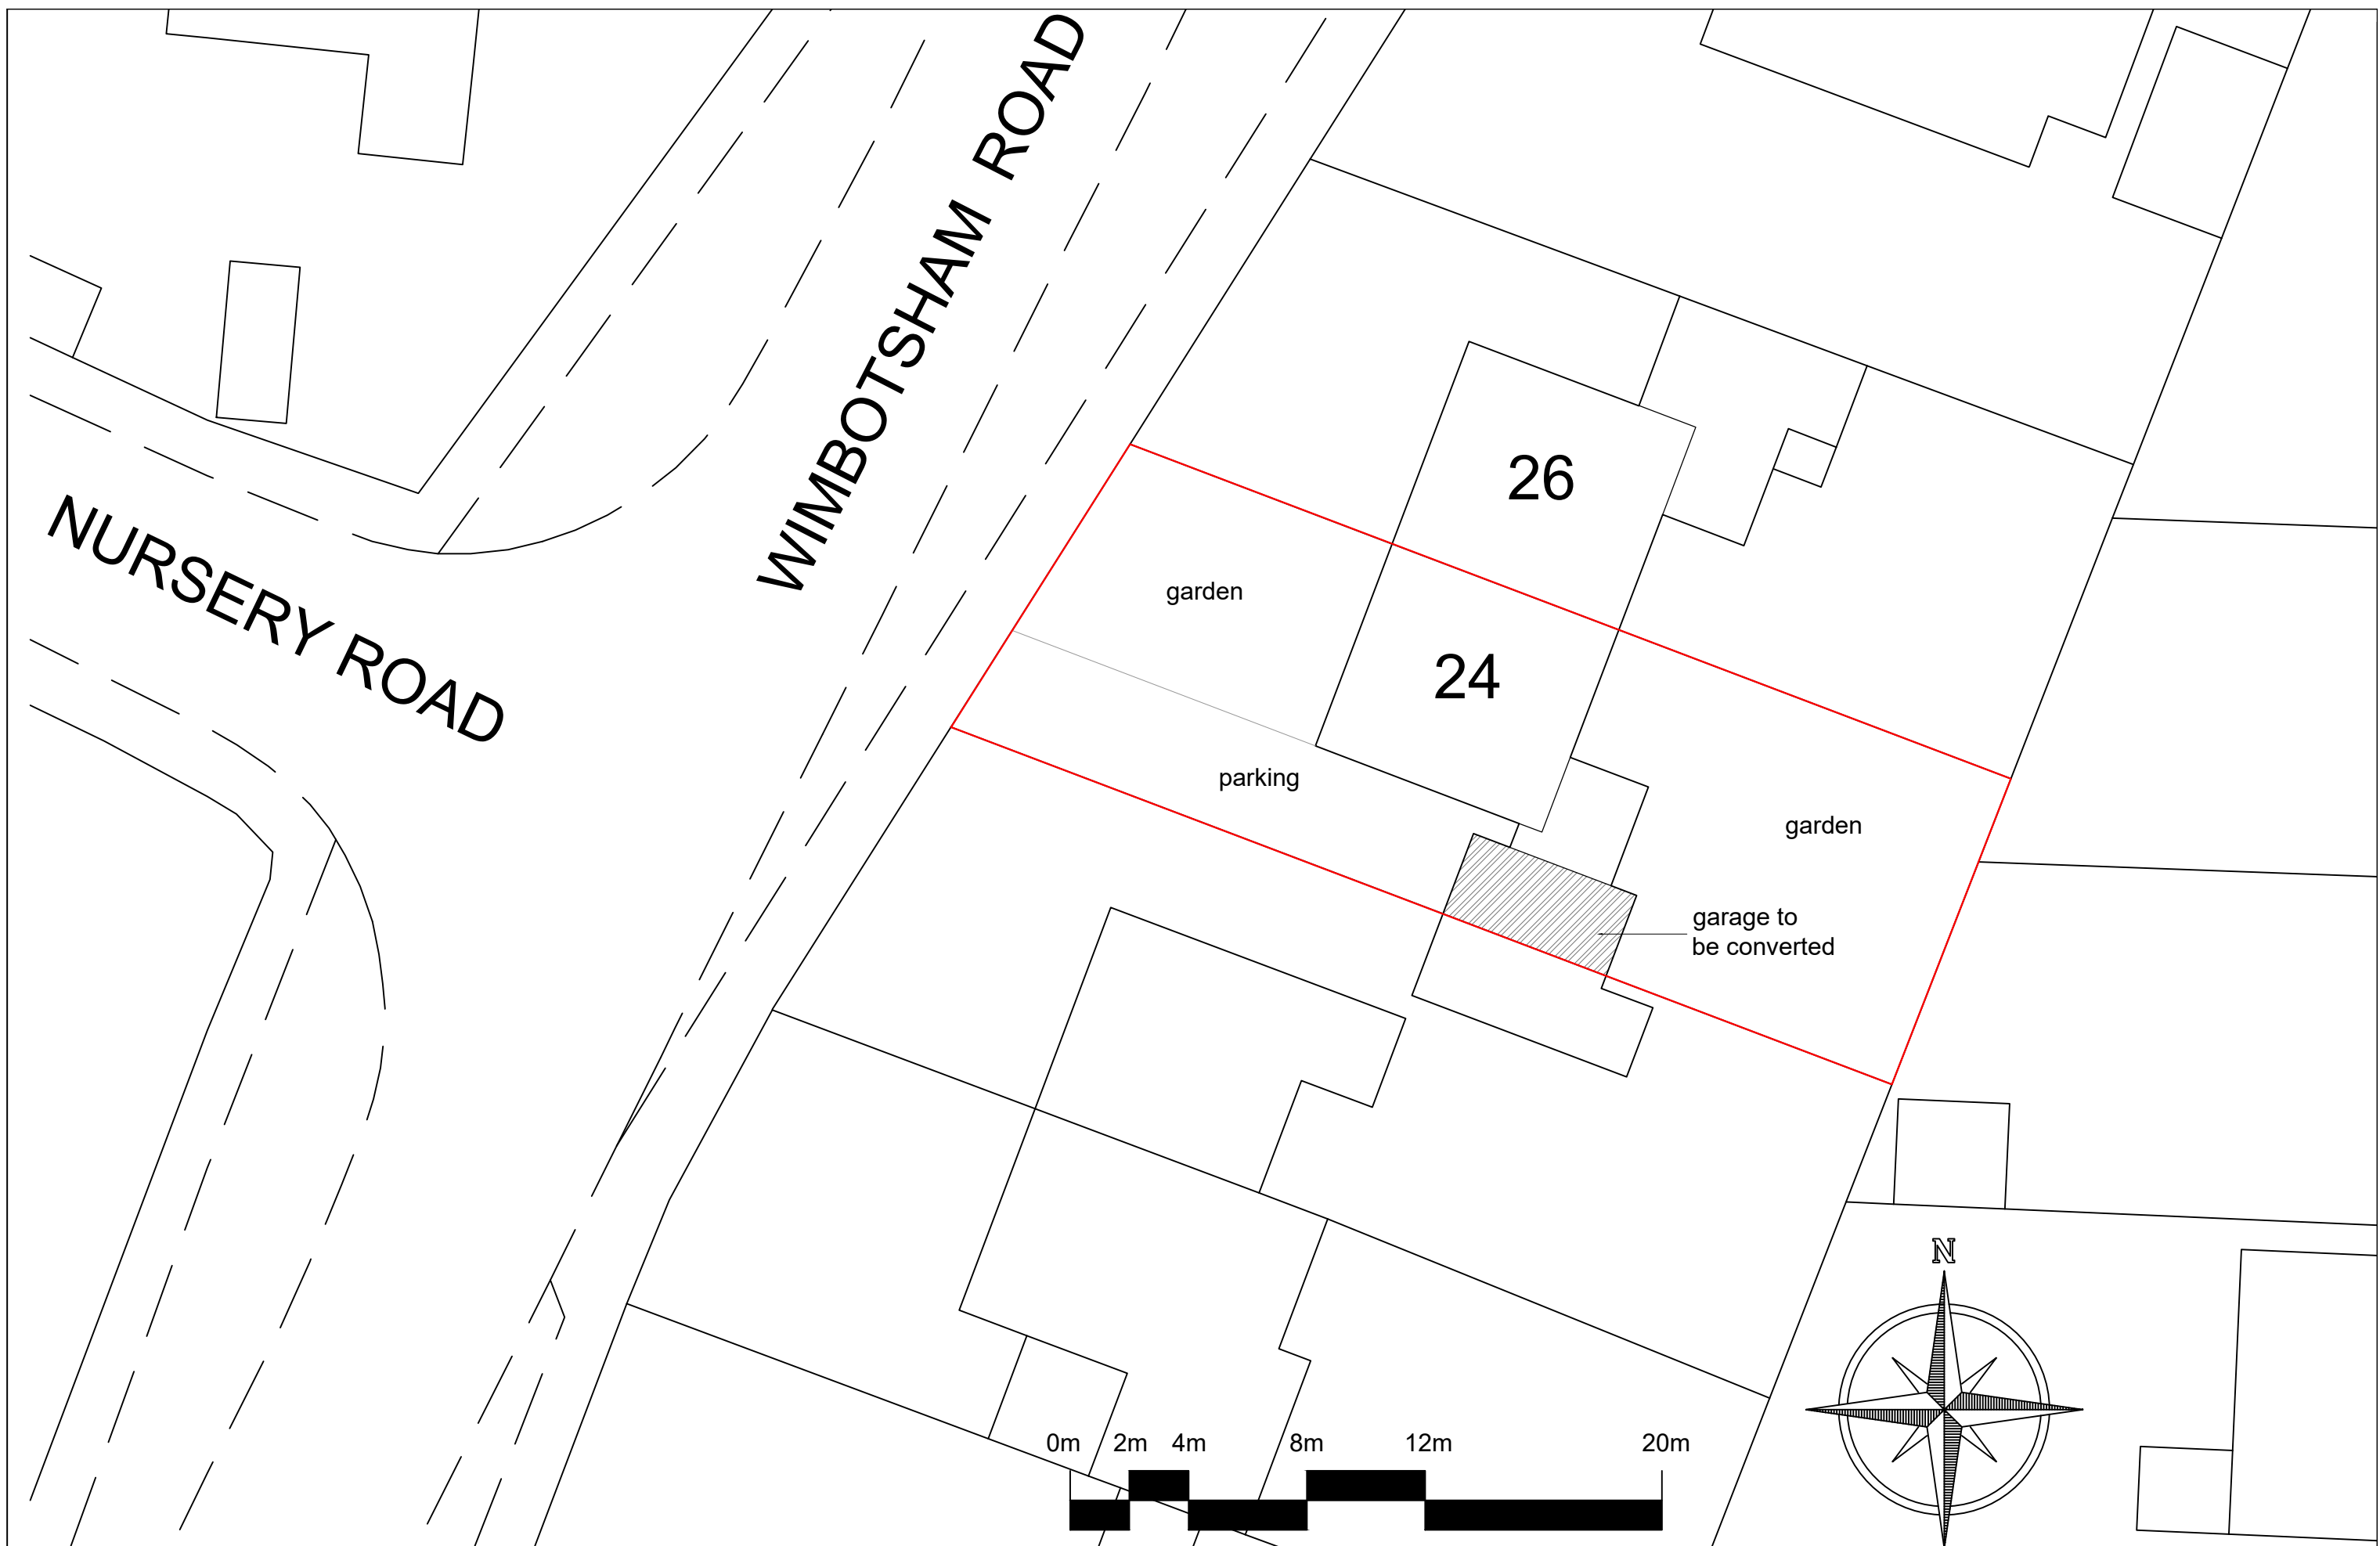 WIMBOTSHAM ROAD
NURSERY ROAD
26
garden
24
parking
garden
garage to
be converted
N
0m 2m 4m 8m 12m 20m